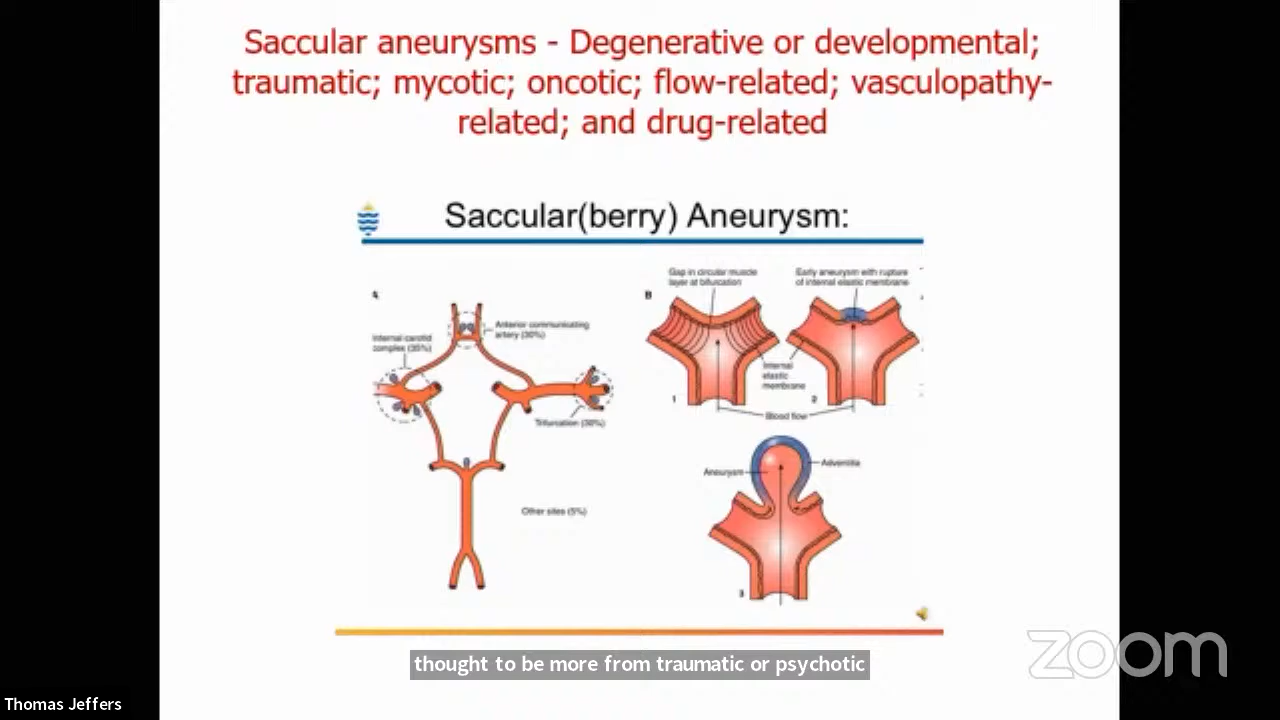 Saccular aneurysms - Degenerative or developmental;
traumatic; mycotic; oncotic; flow-related; vasculopathy-
related; and drug-related
Saccular(berry) Aneurysm:
A
Anterior communicating
artery (30%)
Internal carotid
complex (35%)
Trifurcation (30%)
Other sites (5%)
B
Gap in circular muscle
layer at bifurcation
Early aneurysm with rupture
of internal elastic membrane
Internal
elastic
membrane
1
2
Blood flow
Aneurysm
Adventitia
3
thought to be more from traumatic or psychotic
zoom
Thomas Jeffers